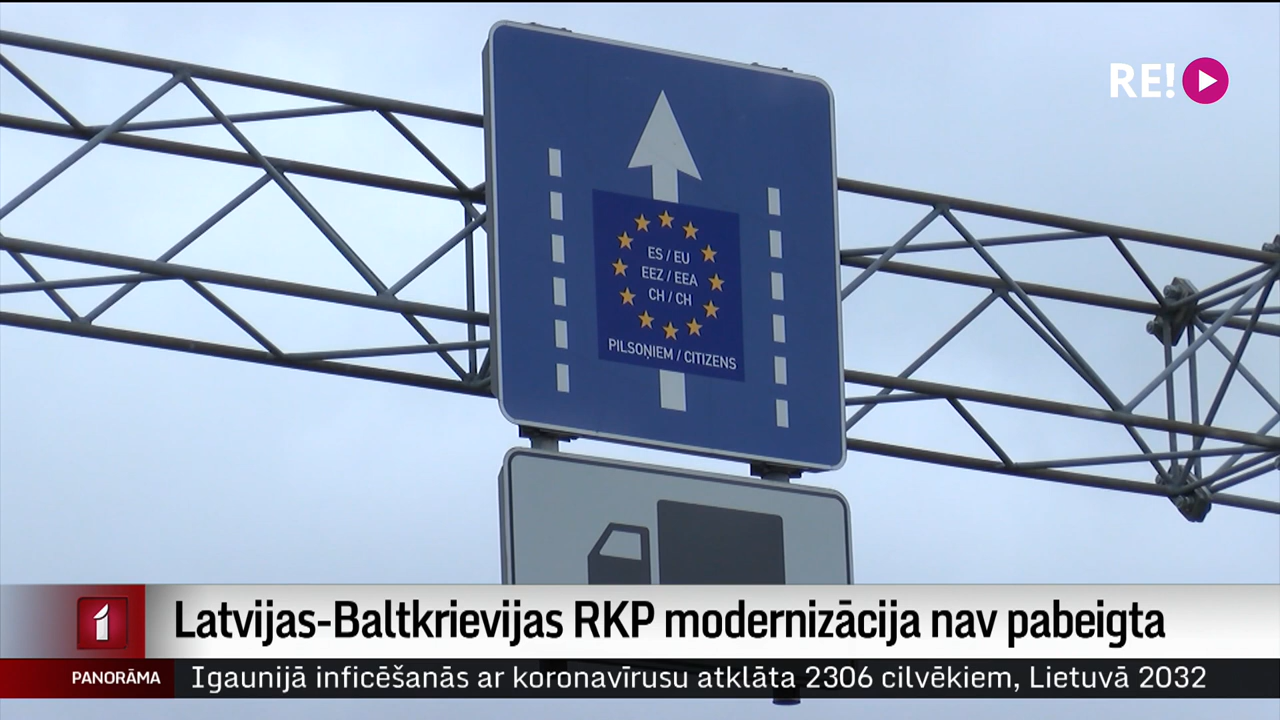 RE!
ES / EU
EEZ / EEA
CH / CH
PILSOŅIEM / CITIZENS
1
Latvijas-Baltkrievijas RKP modernizācija nav pabeigta
PANORĀMA
Igaunijā inficēšanās ar koronavīrusu atklāta 2306 cilvēkiem, Lietuvā 2032